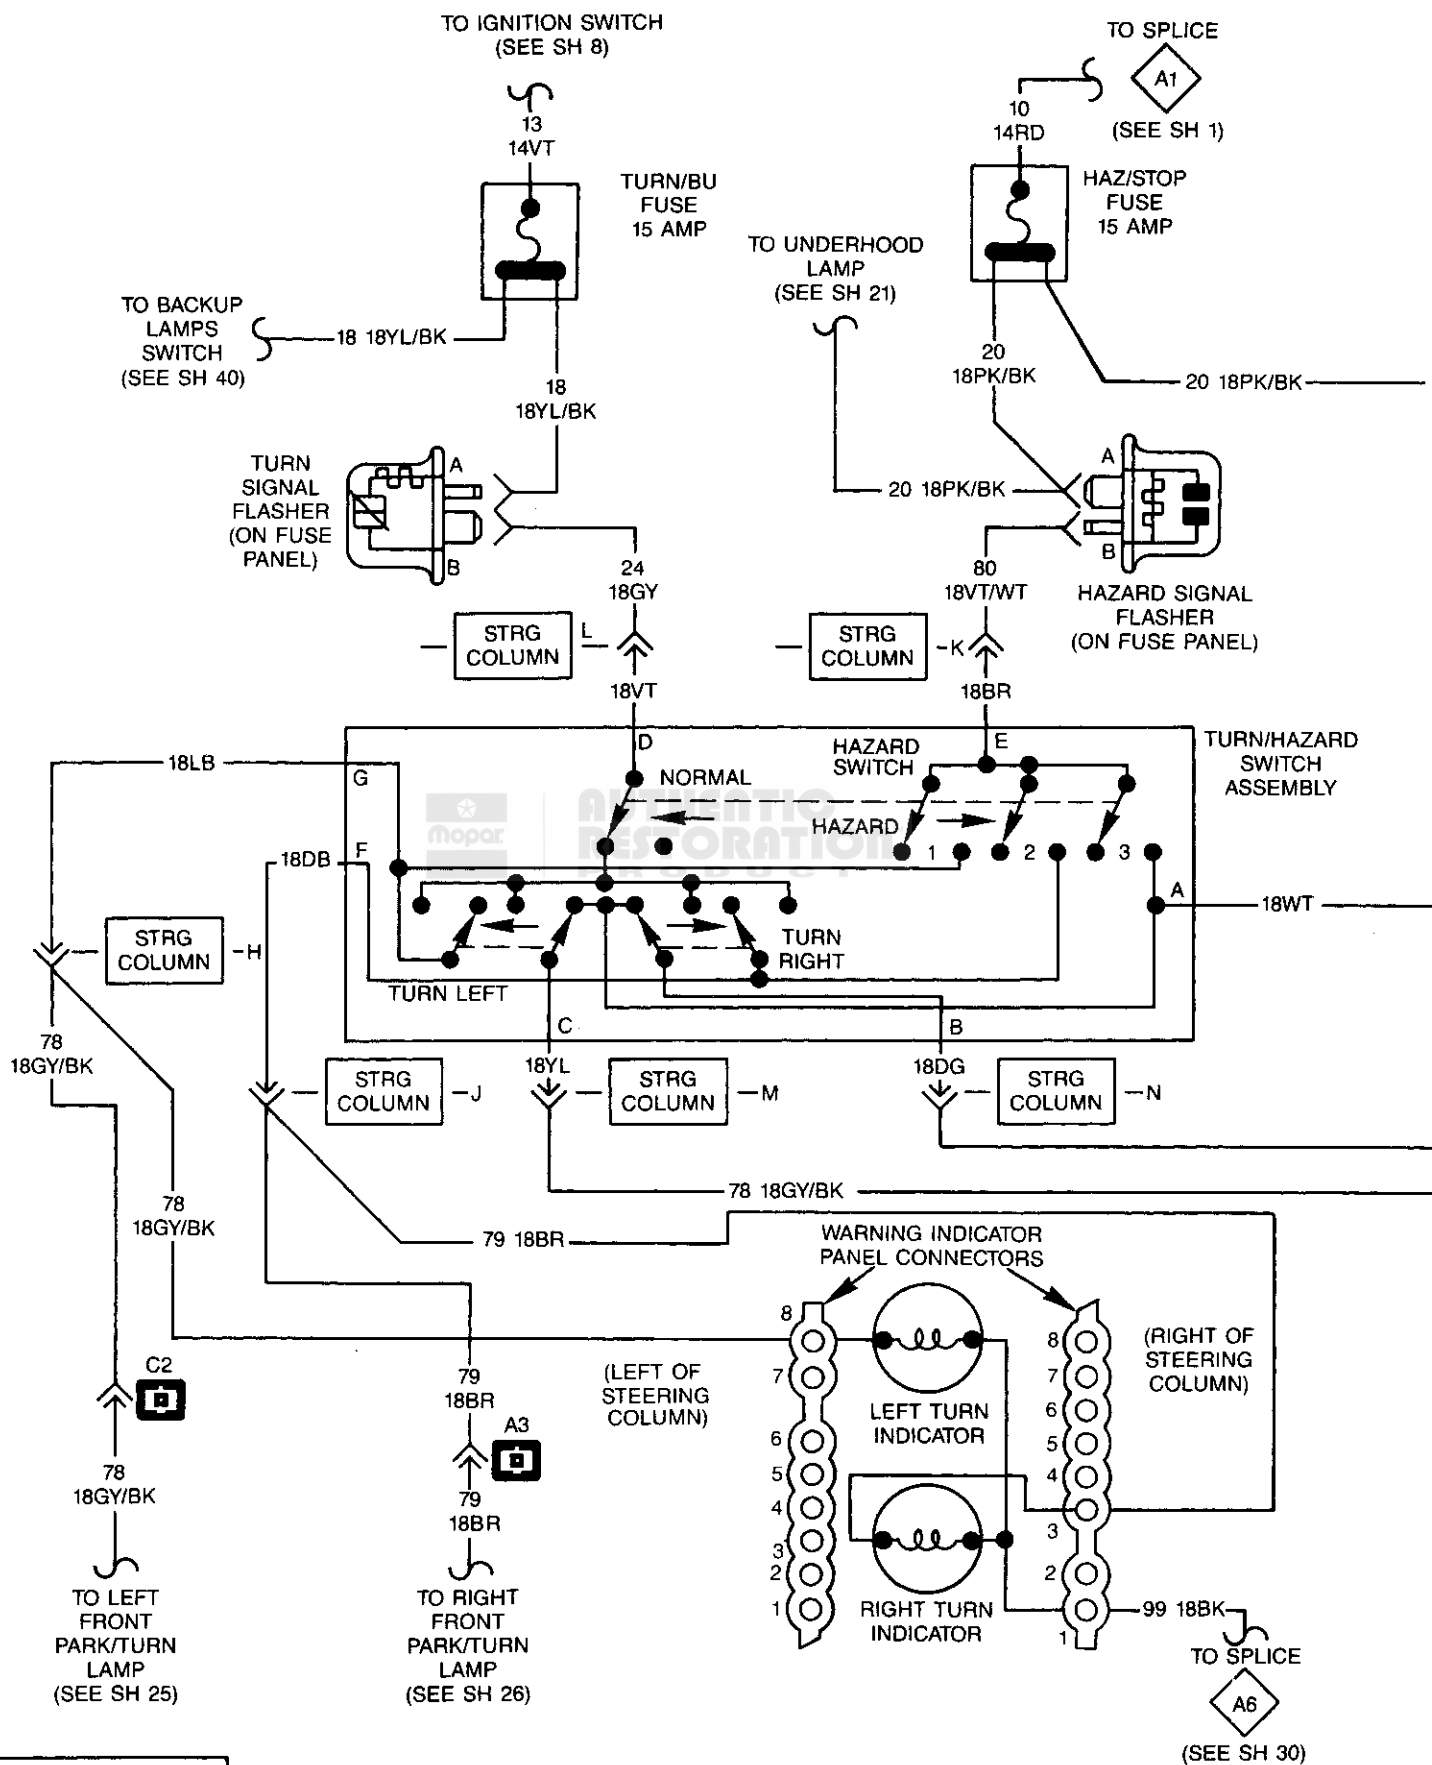 TO IGNITION SWITCH
(SEE SH 8)
TO SPLICE
A1
(SEE SH 1)
13
14VT
10
14RD
TURN/BU
FUSE
15 AMP
HAZ/STOP
FUSE
15 AMP
TO UNDERHOOD
LAMP
(SEE SH 21)
TO BACKUP
LAMPS
SWITCH
(SEE SH 40)
18 18YL/BK
18
18YL/BK
20
18PK/BK
20 18PK/BK
TURN
SIGNAL
FLASHER
(ON FUSE
PANEL)
A
B
20 18PK/BK
A
B
24
18GY
80
18VT/WT
HAZARD SIGNAL
FLASHER
(ON FUSE PANEL)
STRG
COLUMN
L
STRG
COLUMN
K
18VT
18BR
D
E
TURN/HAZARD
SWITCH
ASSEMBLY
18LB
G
NORMAL
HAZARD
SWITCH
Mopar
AUTHENTIC
RESTORATION
PRODUCT
HAZARD
18DB
F
1
2
3
A
18WT
STRG
COLUMN
H
TURN
RIGHT
TURN LEFT
C
B
78
18GY/BK
18YL
18DG
STRG
COLUMN
J
STRG
COLUMN
M
STRG
COLUMN
N
78 18GY/BK
78
18GY/BK
79 18BR
WARNING INDICATOR
PANEL CONNECTORS
8
7
6
5
4
3
2
1
8
7
6
5
4
3
2
1
(LEFT OF
STEERING
COLUMN)
(RIGHT OF
STEERING
COLUMN)
LEFT TURN
INDICATOR
RIGHT TURN
INDICATOR
C2
79
18BR
A3
78
18GY/BK
79
18BR
99 18BK
TO LEFT
FRONT
PARK/TURN
LAMP
(SEE SH 25)
TO RIGHT
FRONT
PARK/TURN
LAMP
(SEE SH 26)
TO SPLICE
A6
(SEE SH 30)